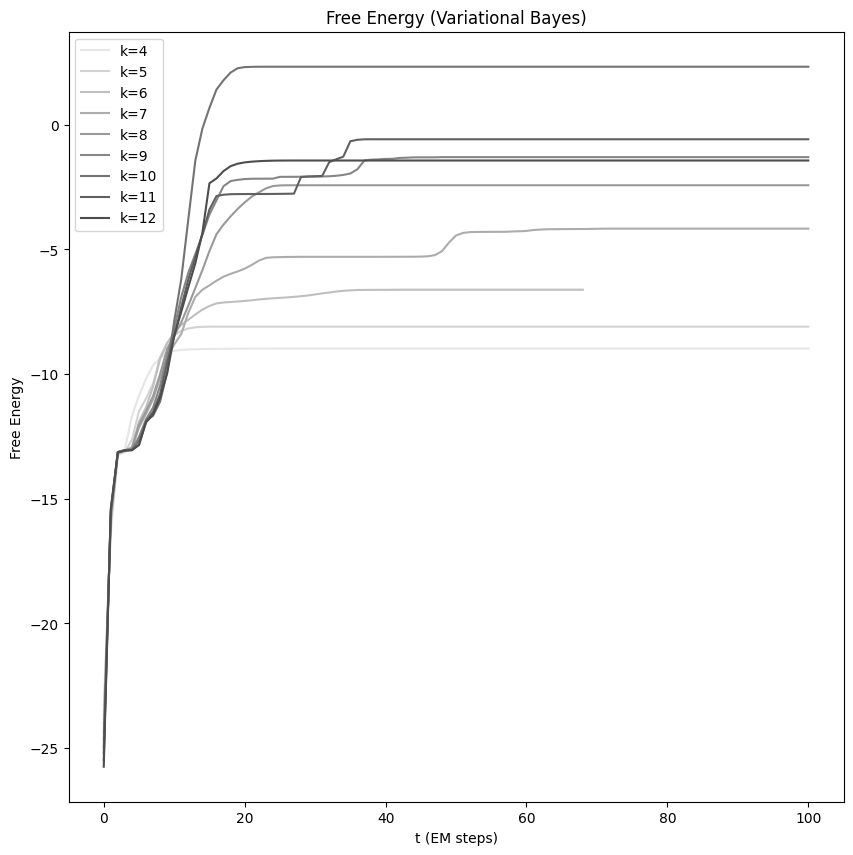 Free Energy (Variational Bayes)
k=4
k=5
k=6
k=7
k=8
k=9
k=10
k=11
k=12
0
−5
−10
−15
−20
−25
Free Energy
0 20 40 60 80 100
t (EM steps)